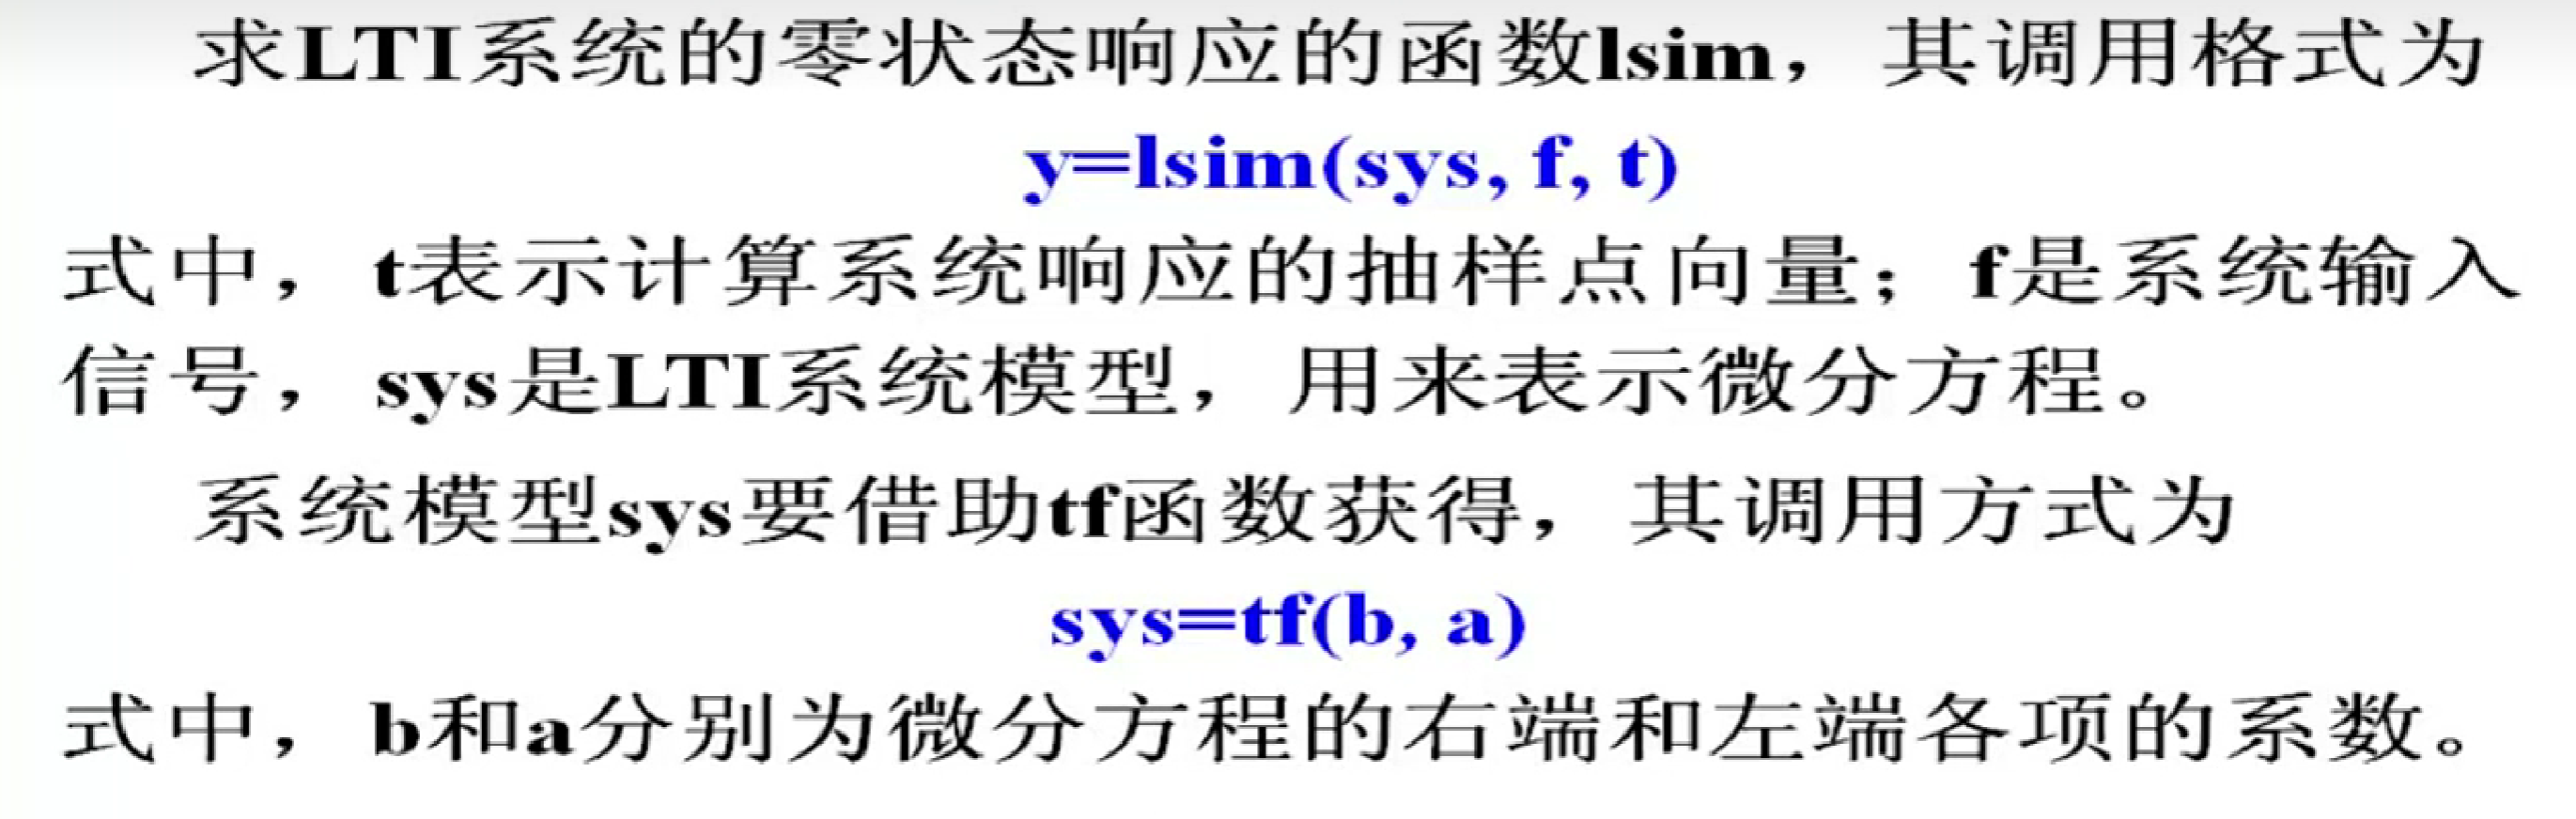 求LTI系统的零状态响应的函数lsim，其调用格式为
y=lsim(sys, f, t)
式中，t表示计算系统响应的抽样点向量；f是系统输入
信号，sys是LTI系统模型，用来表示微分方程。
系统模型sys要借助tf函数获得，其调用方式为
sys=tf(b, a)
式中，b和a分别为微分方程的右端和左端各项的系数。